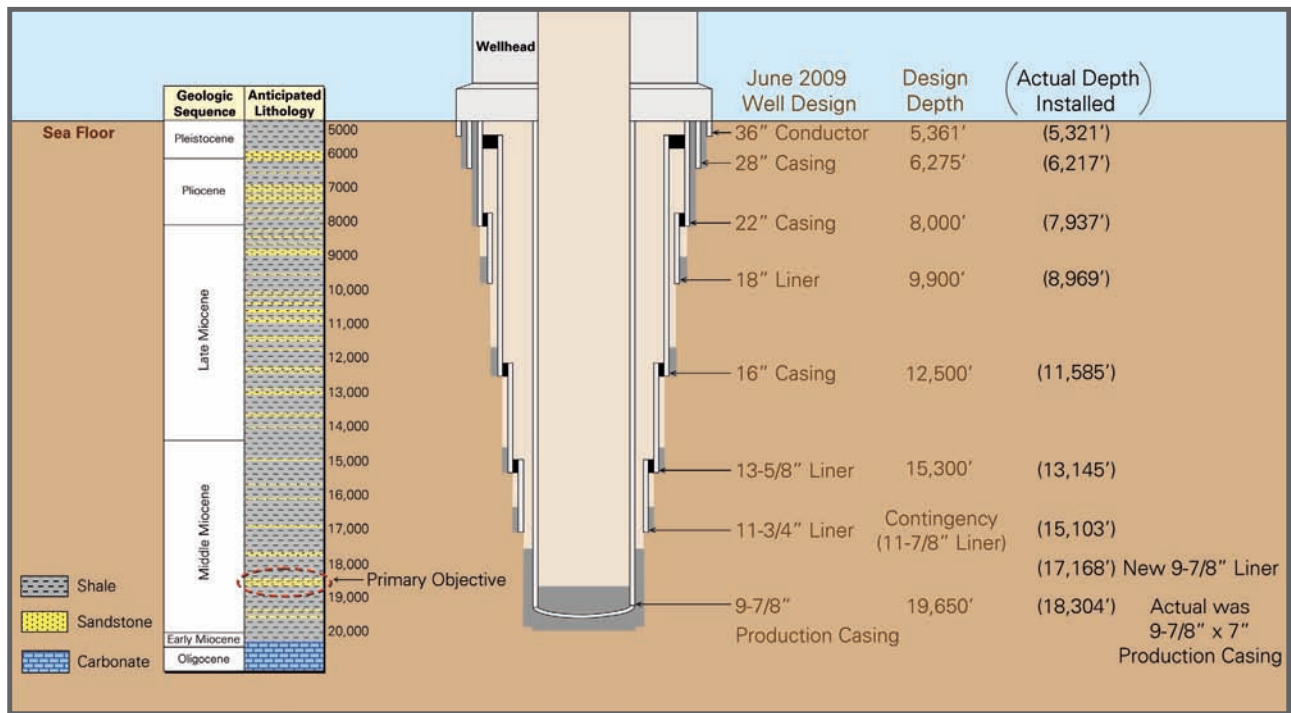 Wellhead
June 2009
Well Design
Design
Depth
(Actual Depth
Installed)
Geologic
Sequence
Anticipated
Lithology
Sea Floor
Pleistocene
Pliocene
Late Miocene
Middle Miocene
Early Miocene
Oligocene
5000
6000
7000
8000
9000
10,000
11,000
12,000
13,000
14,000
15,000
16,000
17,000
18,000
19,000
20,000
Primary Objective
Shale
Sandstone
Carbonate
36" Conductor 5,361' (5,321')
28" Casing 6,275' (6,217')
22" Casing 8,000' (7,937')
18" Liner 9,900' (8,969')
16" Casing 12,500' (11,585')
13-5/8" Liner 15,300' (13,145')
11-3/4" Liner Contingency (15,103')
(11-7/8" Liner)
(17,168') New 9-7/8" Liner
9-7/8" 19,650' (18,304') Actual was
Production Casing 9-7/8" x 7"
Production Casing